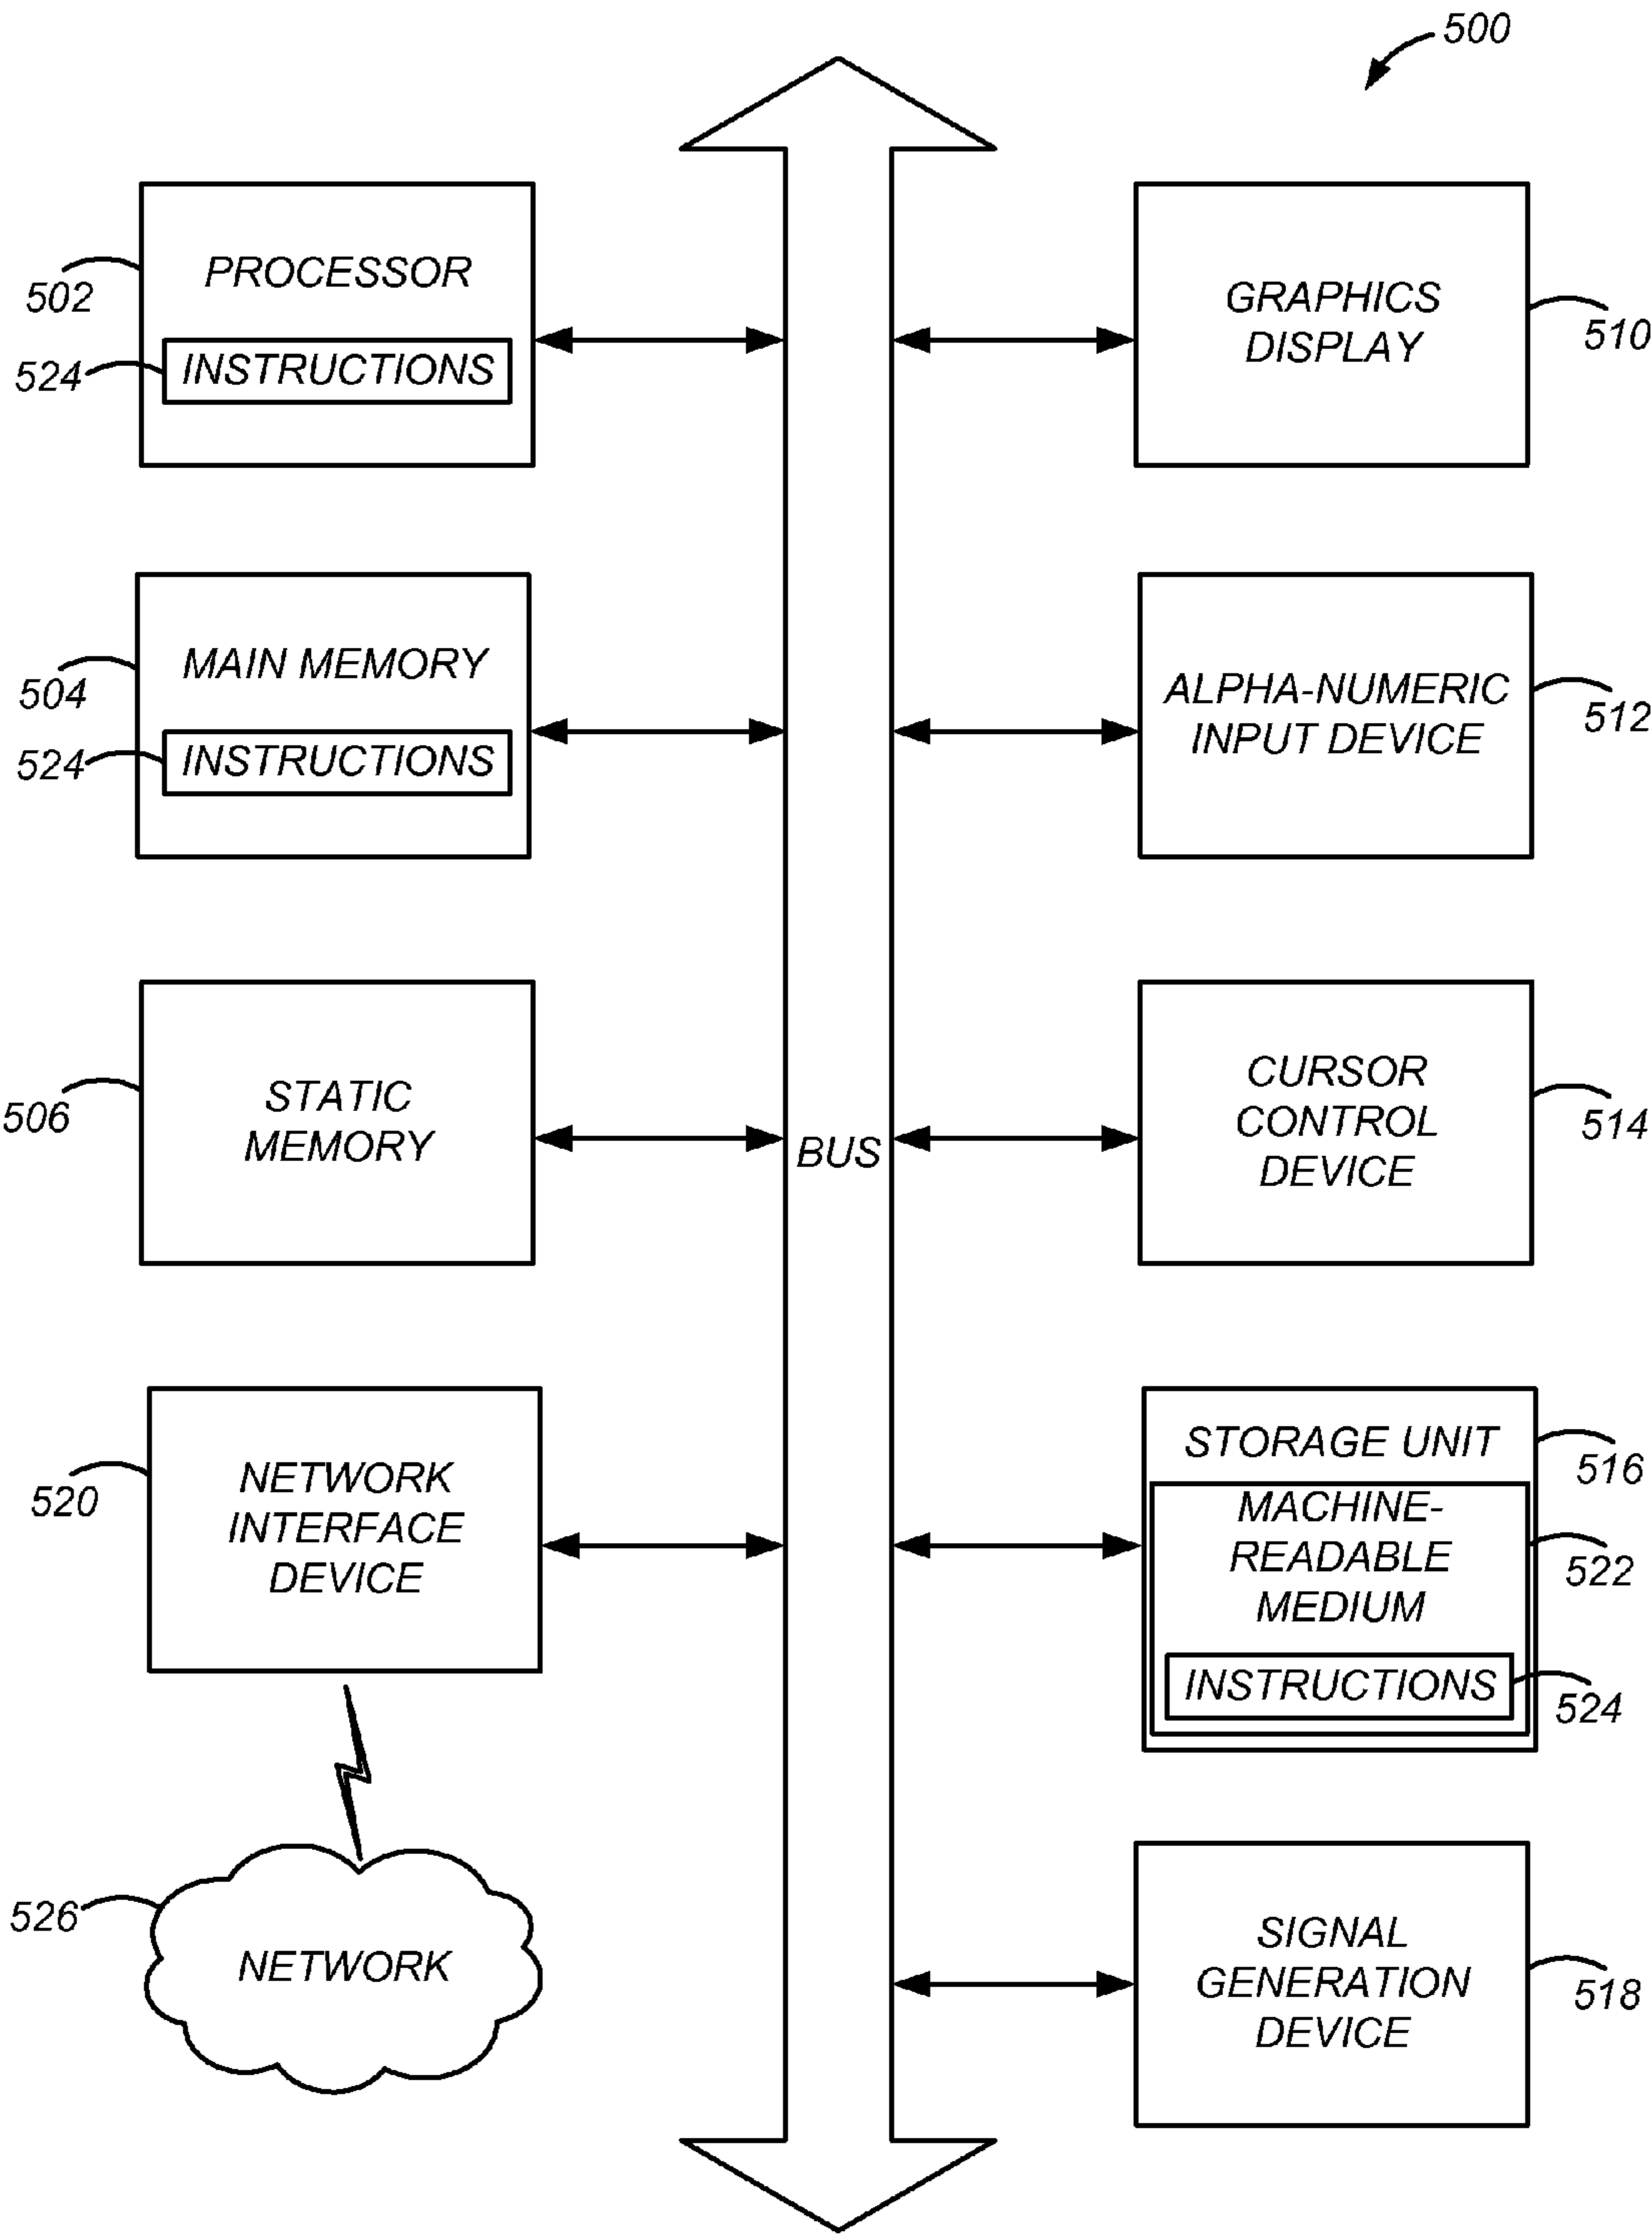 500
PROCESSOR
502
524
INSTRUCTIONS
GRAPHICS
DISPLAY
510
MAIN MEMORY
504
524
INSTRUCTIONS
ALPHA-NUMERIC
INPUT DEVICE
512
STATIC
MEMORY
506
BUS
CURSOR
CONTROL
DEVICE
514
NETWORK
INTERFACE
DEVICE
520
STORAGE UNIT
516
MACHINE-
READABLE
MEDIUM
522
INSTRUCTIONS
524
526
NETWORK
SIGNAL
GENERATION
DEVICE
518